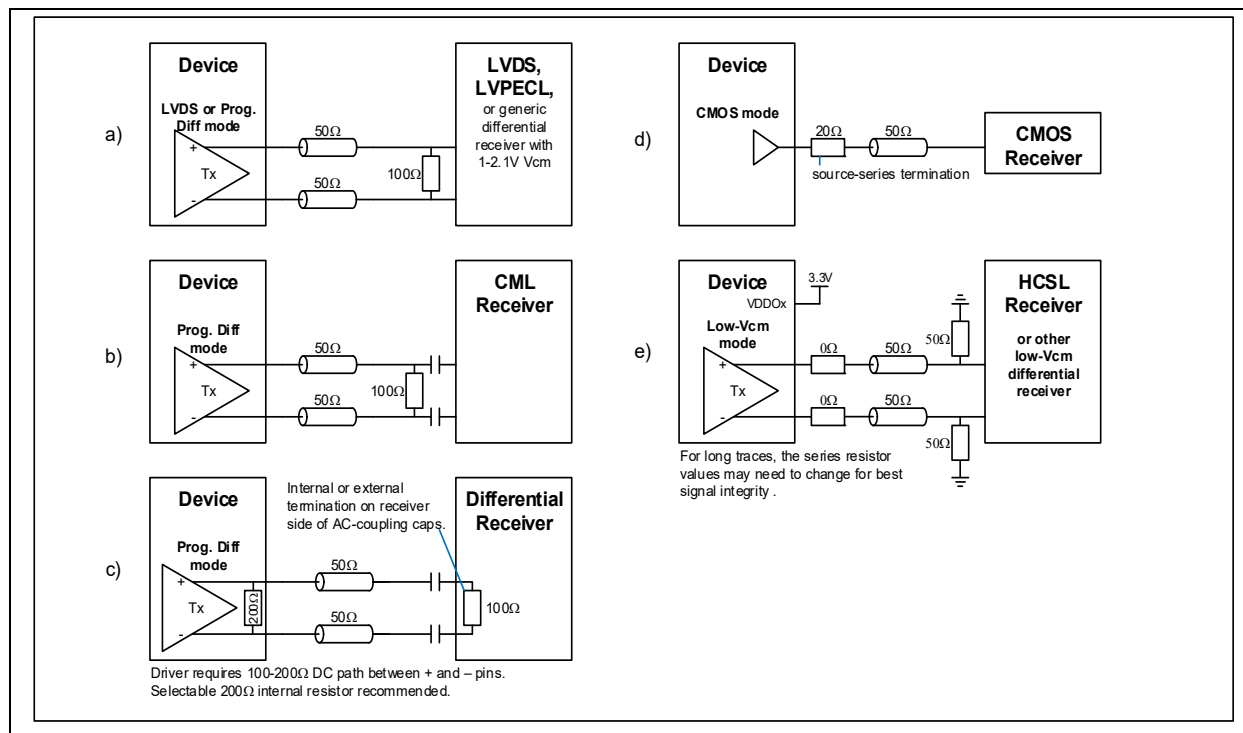 a)
Device
LVDS or Prog.
Diff mode
+
Tx
-
50Ω
50Ω
100Ω
LVDS,
LVPECL,
or generic
differential
receiver with
1-2.1V Vcm
b)
Device
Prog. Diff
mode
+
Tx
-
50Ω
50Ω
100Ω
CML
Receiver
c)
Device
Prog. Diff
mode
+
Tx
-
200Ω
Internal or external
termination on receiver
side of AC-coupling caps.
50Ω
50Ω
Differential
Receiver
100Ω
Driver requires 100-200Ω DC path between + and – pins.
Selectable 200Ω internal resistor recommended.
d)
Device
CMOS mode
20Ω
50Ω
source-series termination
CMOS
Receiver
e)
Device
3.3V
VDDOx
Low-Vcm
mode
+
Tx
-
0Ω
50Ω
0Ω
50Ω
50Ω
50Ω
HCSL
Receiver
or other
low-Vcm
differential
receiver
For long traces, the series resistor
values may need to change for best
signal integrity .